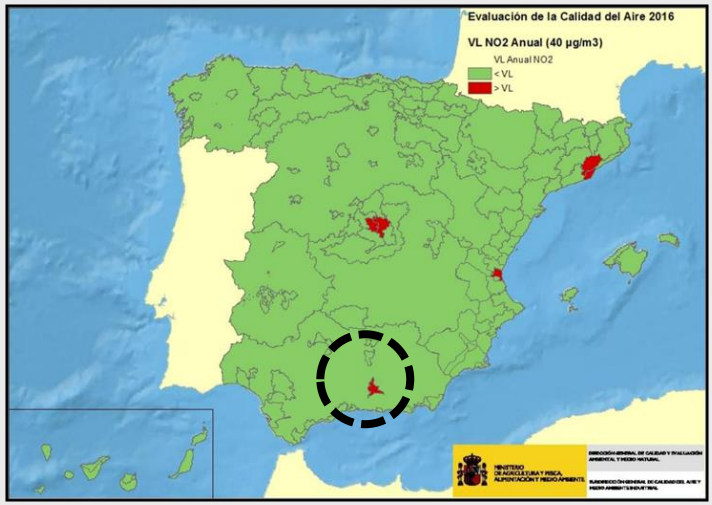 Evaluación de la Calidad del Aire 2016
VL NO2 Anual (40 µg/m3)
VL Anual NO2
< VL
> VL
MINISTERIO
DE AGRICULTURA Y PESCA,
ALIMENTACIÓN Y MEDIO AMBIENTE
DIRECCIÓN GENERAL DE CALIDAD Y EVALUACIÓN
AMBIENTAL Y MEDIO NATURAL
SUBDIRECCIÓN GENERAL DE CALIDAD DEL AIRE Y
MEDIO AMBIENTE INDUSTRIAL